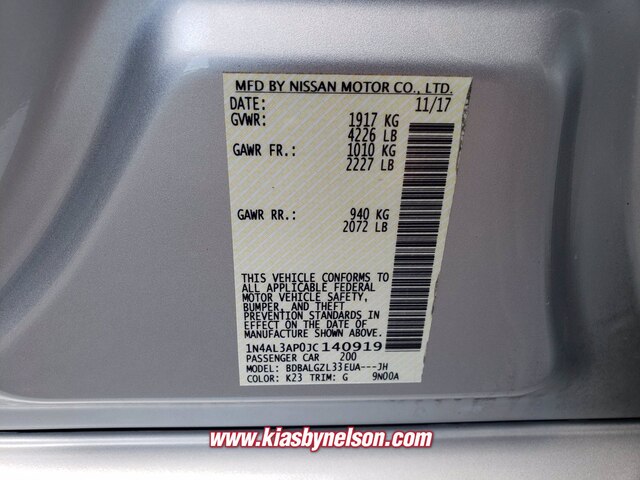 MFD BY NISSAN MOTOR CO., LTD.
DATE: 11/17
GVWR: 1917 KG
4226 LB
GAWR FR.: 1010 KG
2227 LB
GAWR RR.: 940 KG
2072 LB
THIS VEHICLE CONFORMS TO
ALL APPLICABLE FEDERAL
MOTOR VEHICLE SAFETY,
BUMPER, AND THEFT
PREVENTION STANDARDS IN
EFFECT ON THE DATE OF
MANUFACTURE SHOWN ABOVE.
1N4AL3AP0JC140919
PASSENGER CAR 200
MODEL: BDBALGZL33EUA---JH
COLOR: K23 TRIM: G 9N00A
www.kiasbynelson.com